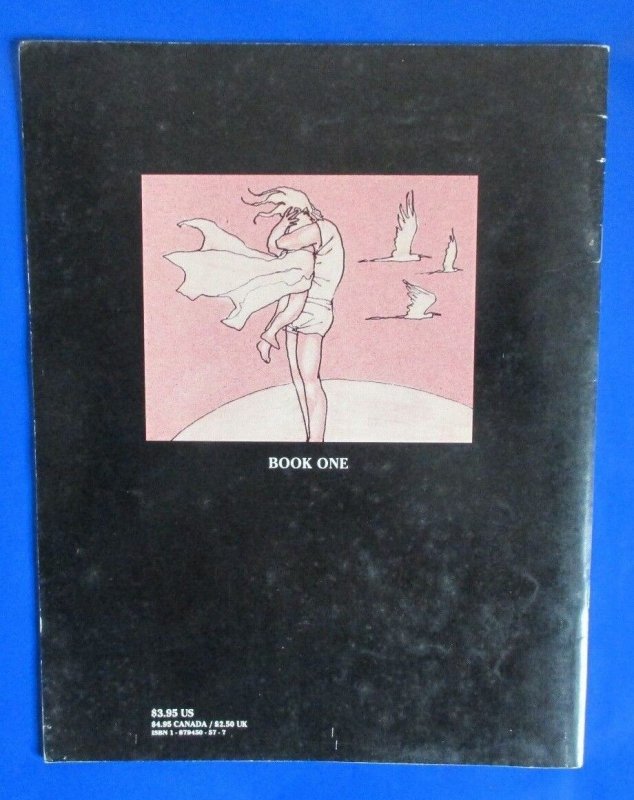 BOOK ONE
$3.95 US
$4.95 CANADA / $2.50 UK
ISBN 1 - 879450 - 57 - 7